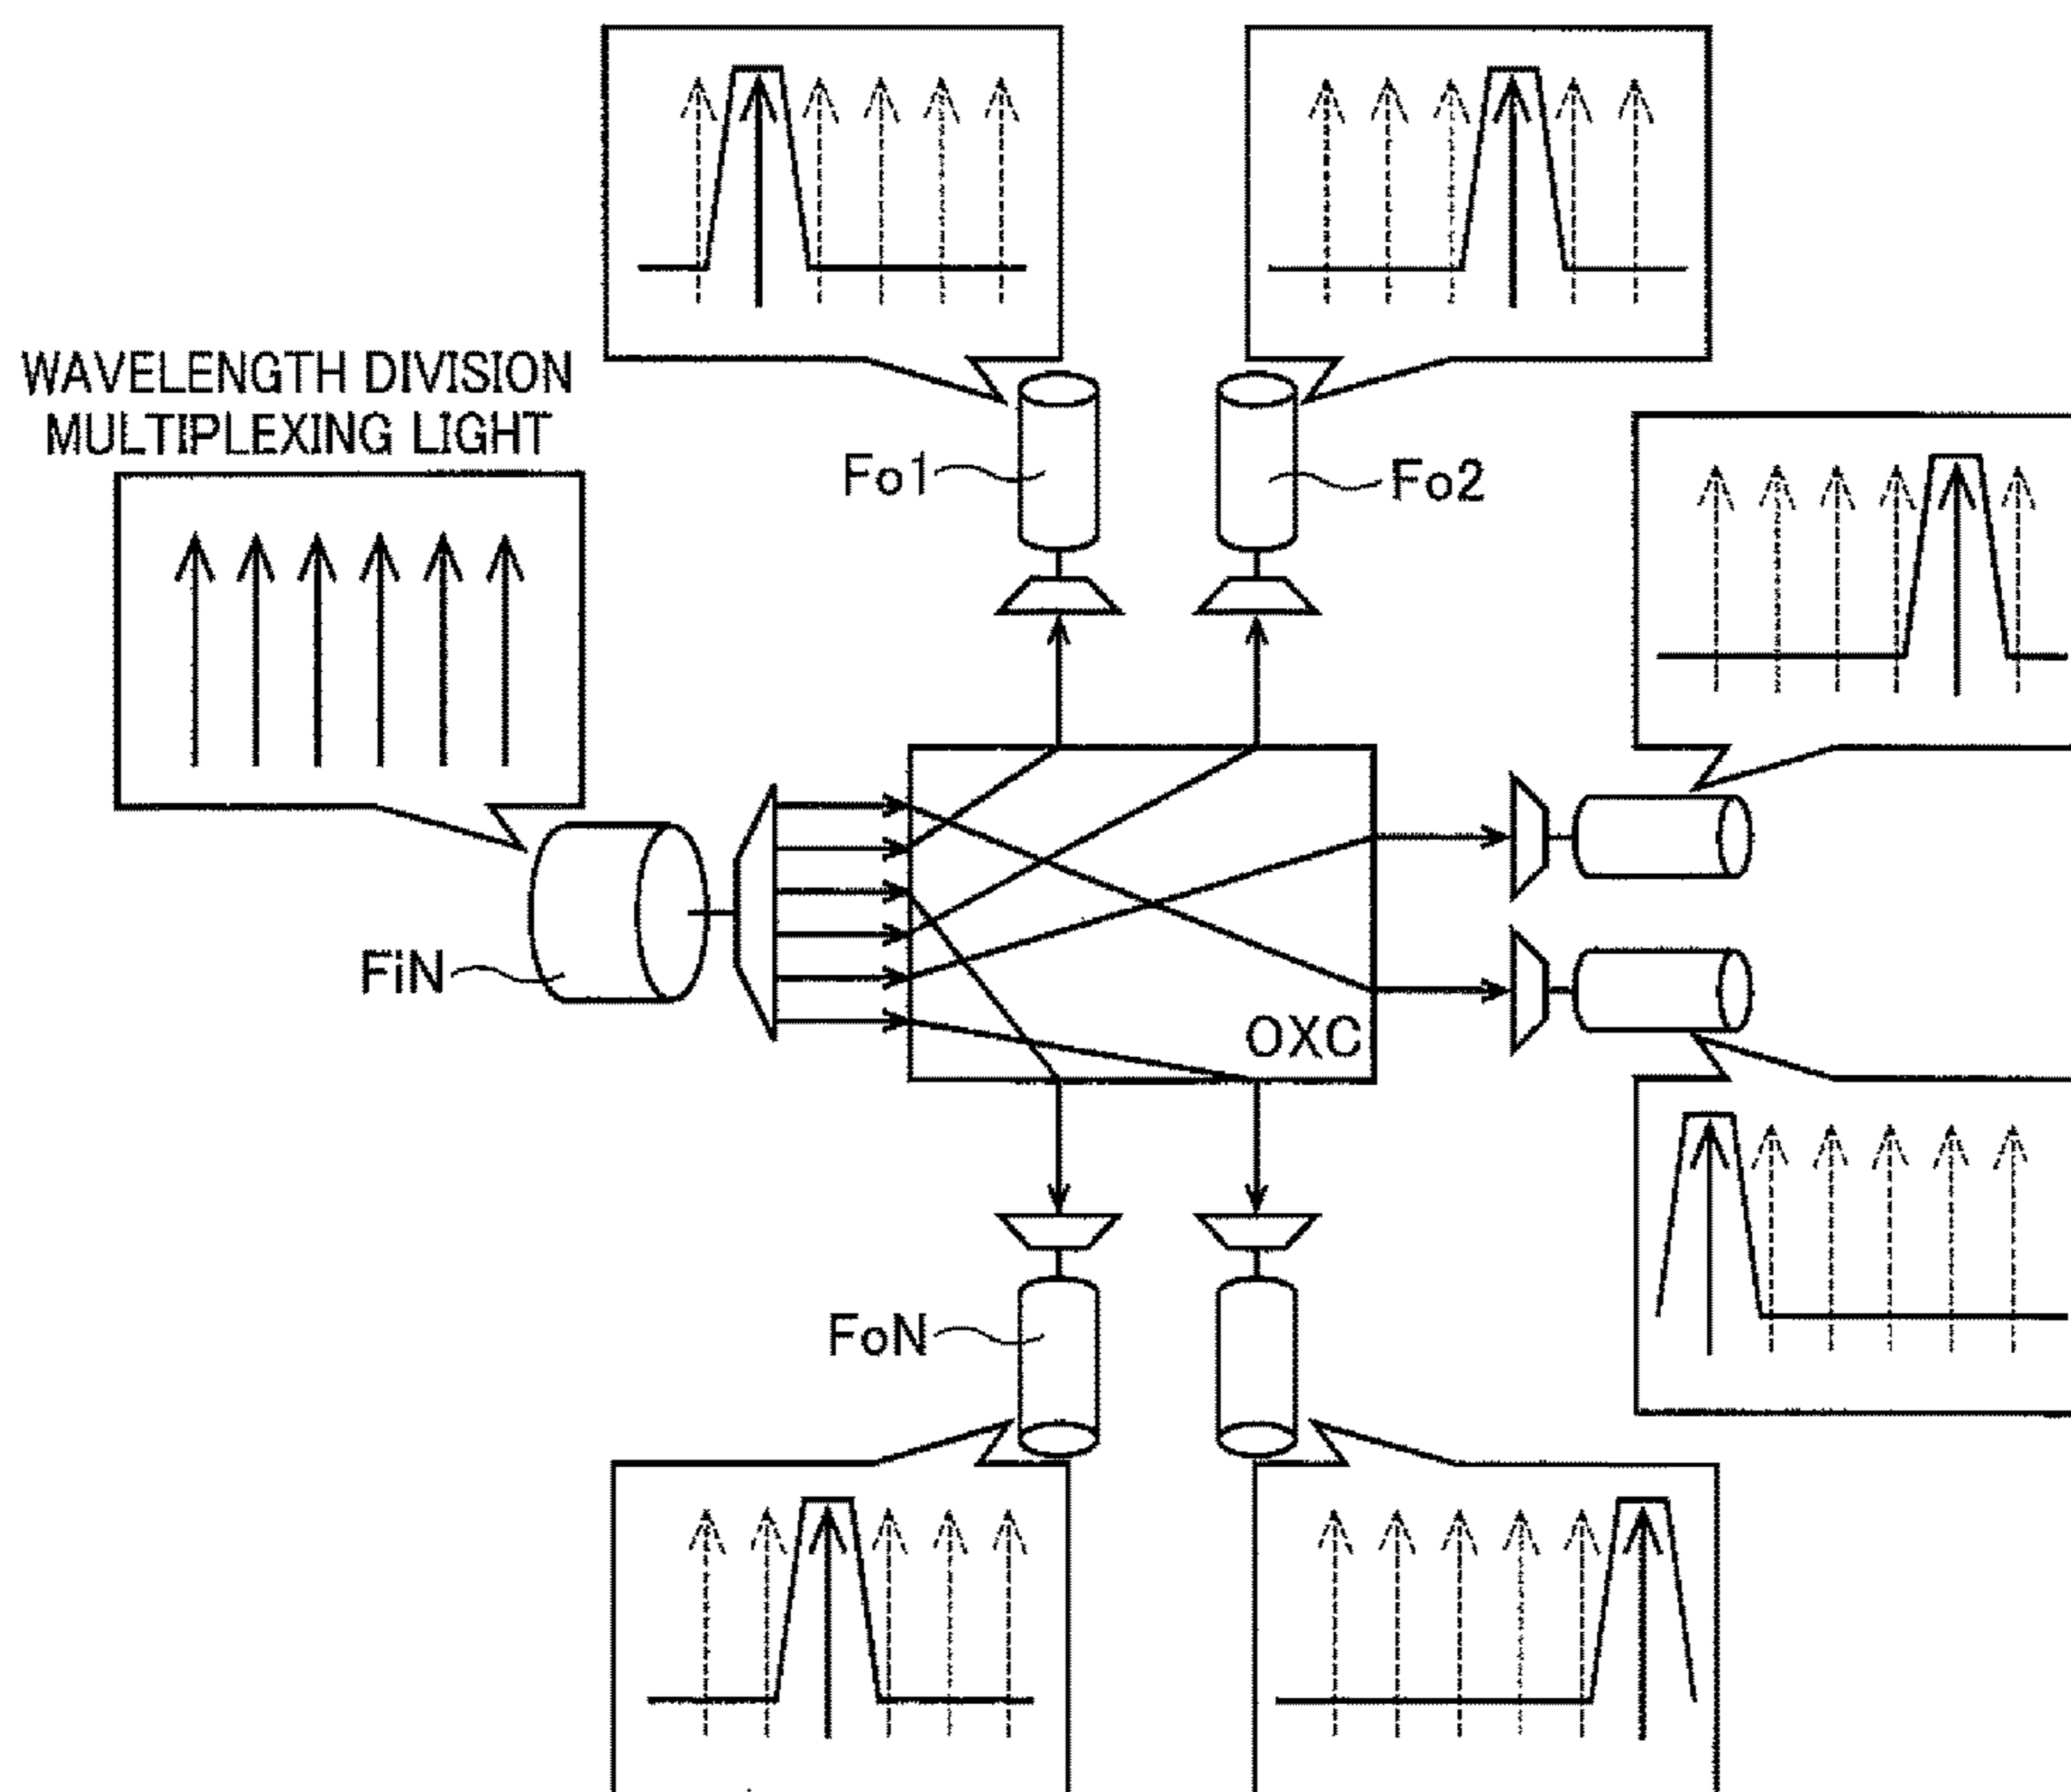 WAVELENGTH DIVISION
MULTIPLEXING LIGHT
Fo1
Fo2
FiN
OXC
FoN